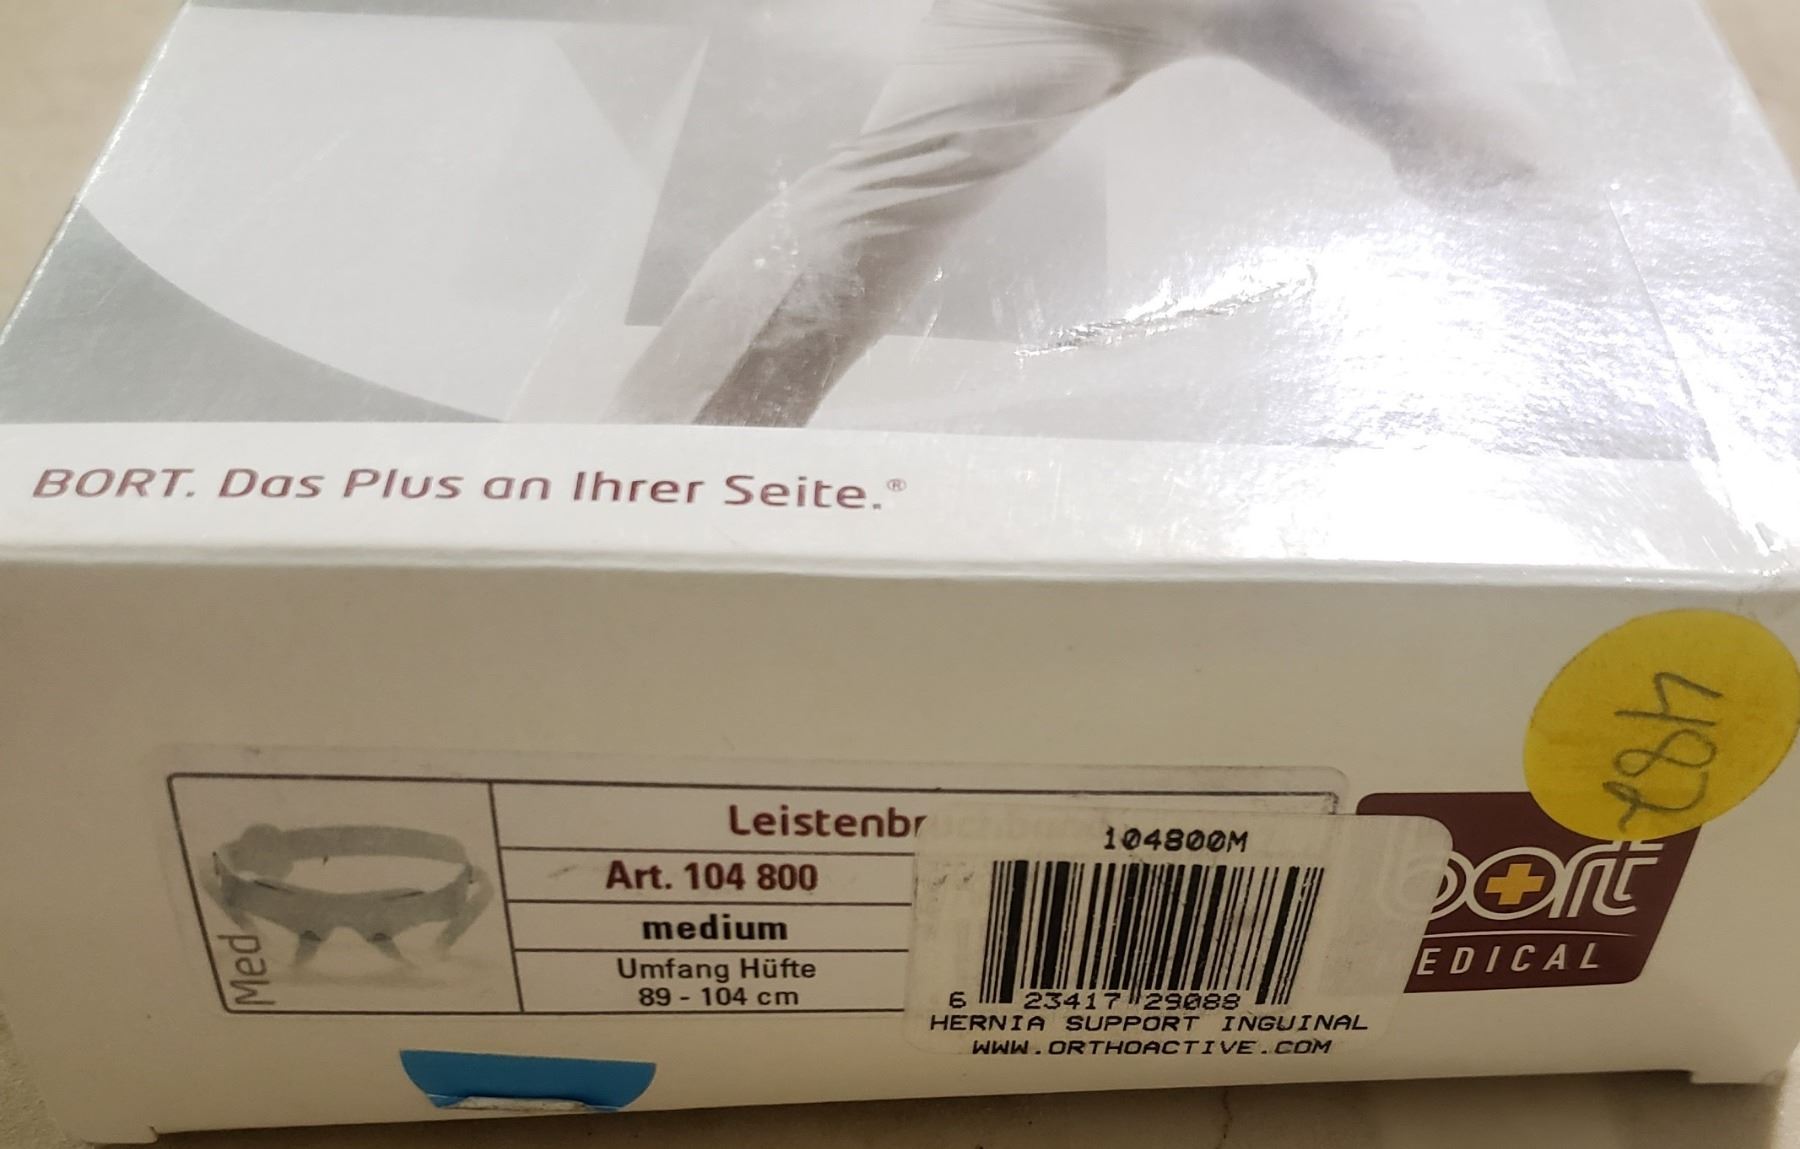 BORT. Das Plus an Ihrer Seite.®
482
Leistenbr
Art. 104 800
medium
Umfang Hüfte
89 - 104 cm
Med
104800M
6 23417 29088
HERNIA SUPPORT INGUINAL
WWW.ORTHOACTIVE.COM
bort
EDICAL